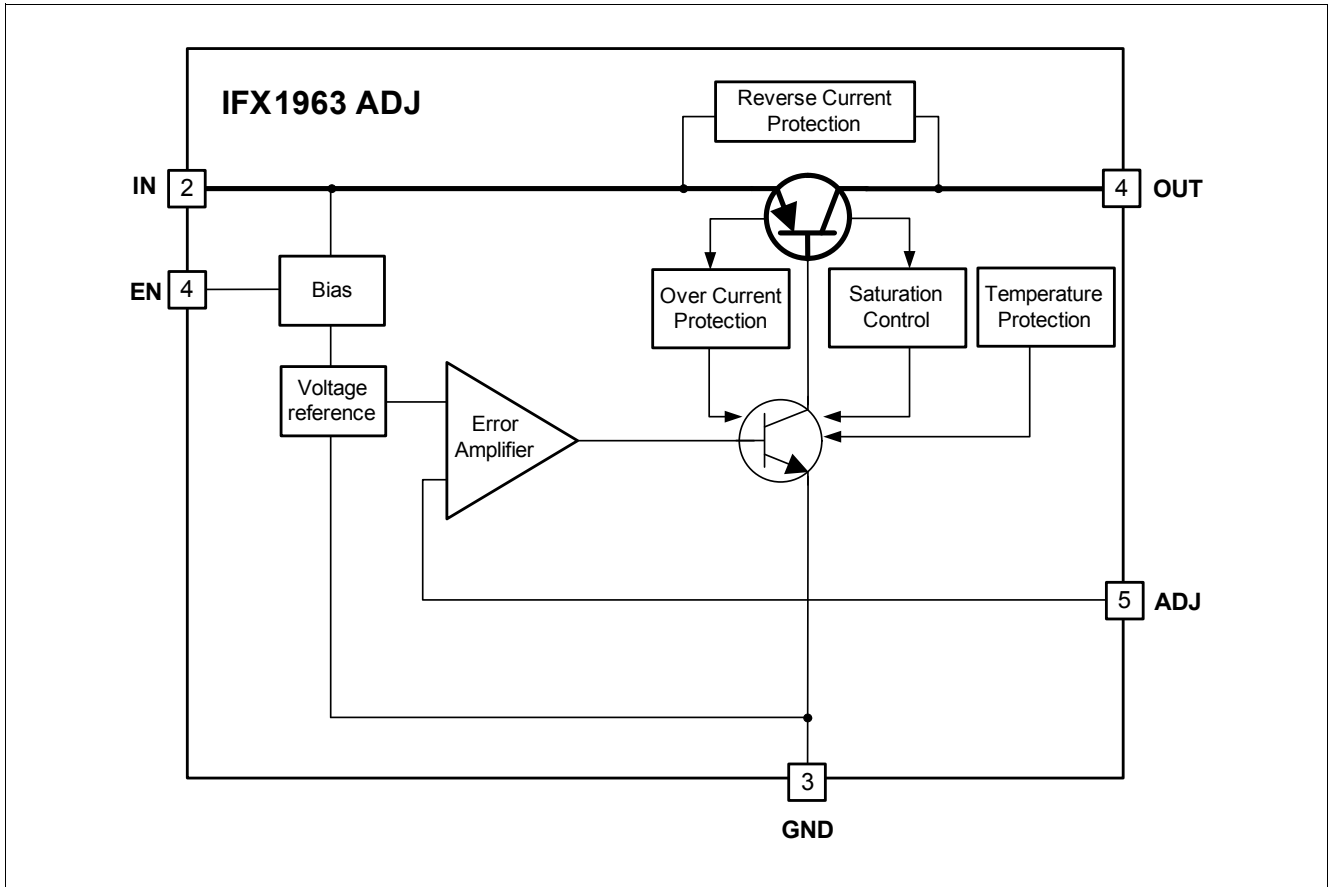 IFX1963 ADJ
Reverse Current
Protection
IN 2
4 OUT
EN 4
Bias
Over Current
Protection
Saturation
Control
Temperature
Protection
Voltage
reference
Error
Amplifier
5 ADJ
3
GND